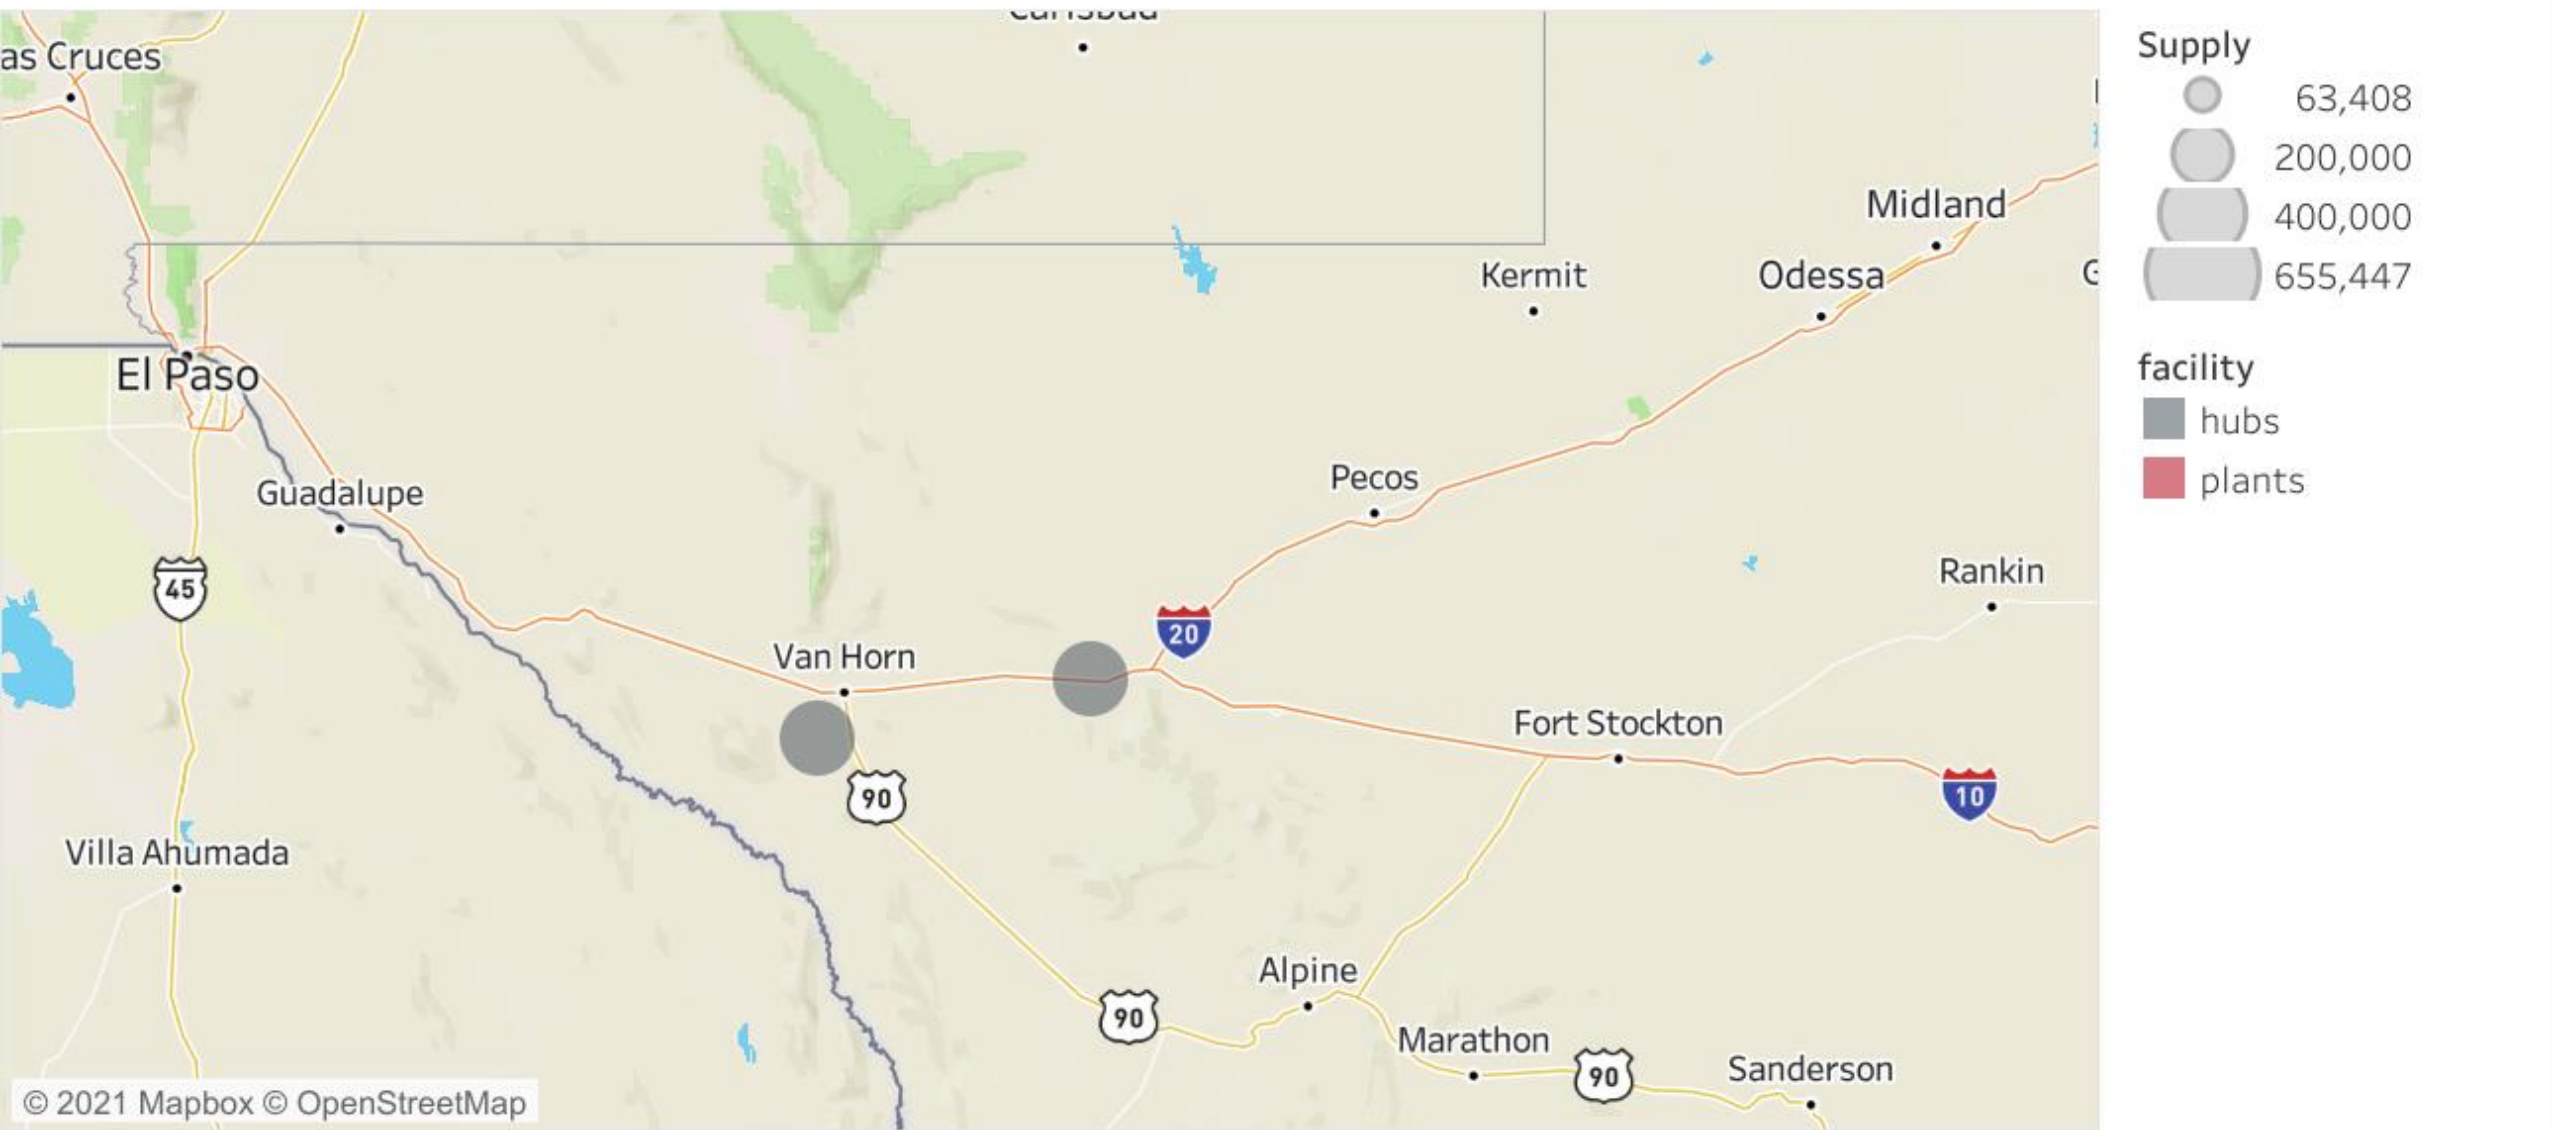 Carlsbad
as Cruces
Midland
Kermit
Odessa
El Paso
Pecos
Guadalupe
Rankin
45
20
Van Horn
Fort Stockton
90
10
Villa Ahumada
Alpine
90
Marathon
90
Sanderson
© 2021 Mapbox © OpenStreetMap
Supply
63,408
200,000
400,000
655,447
facility
hubs
plants